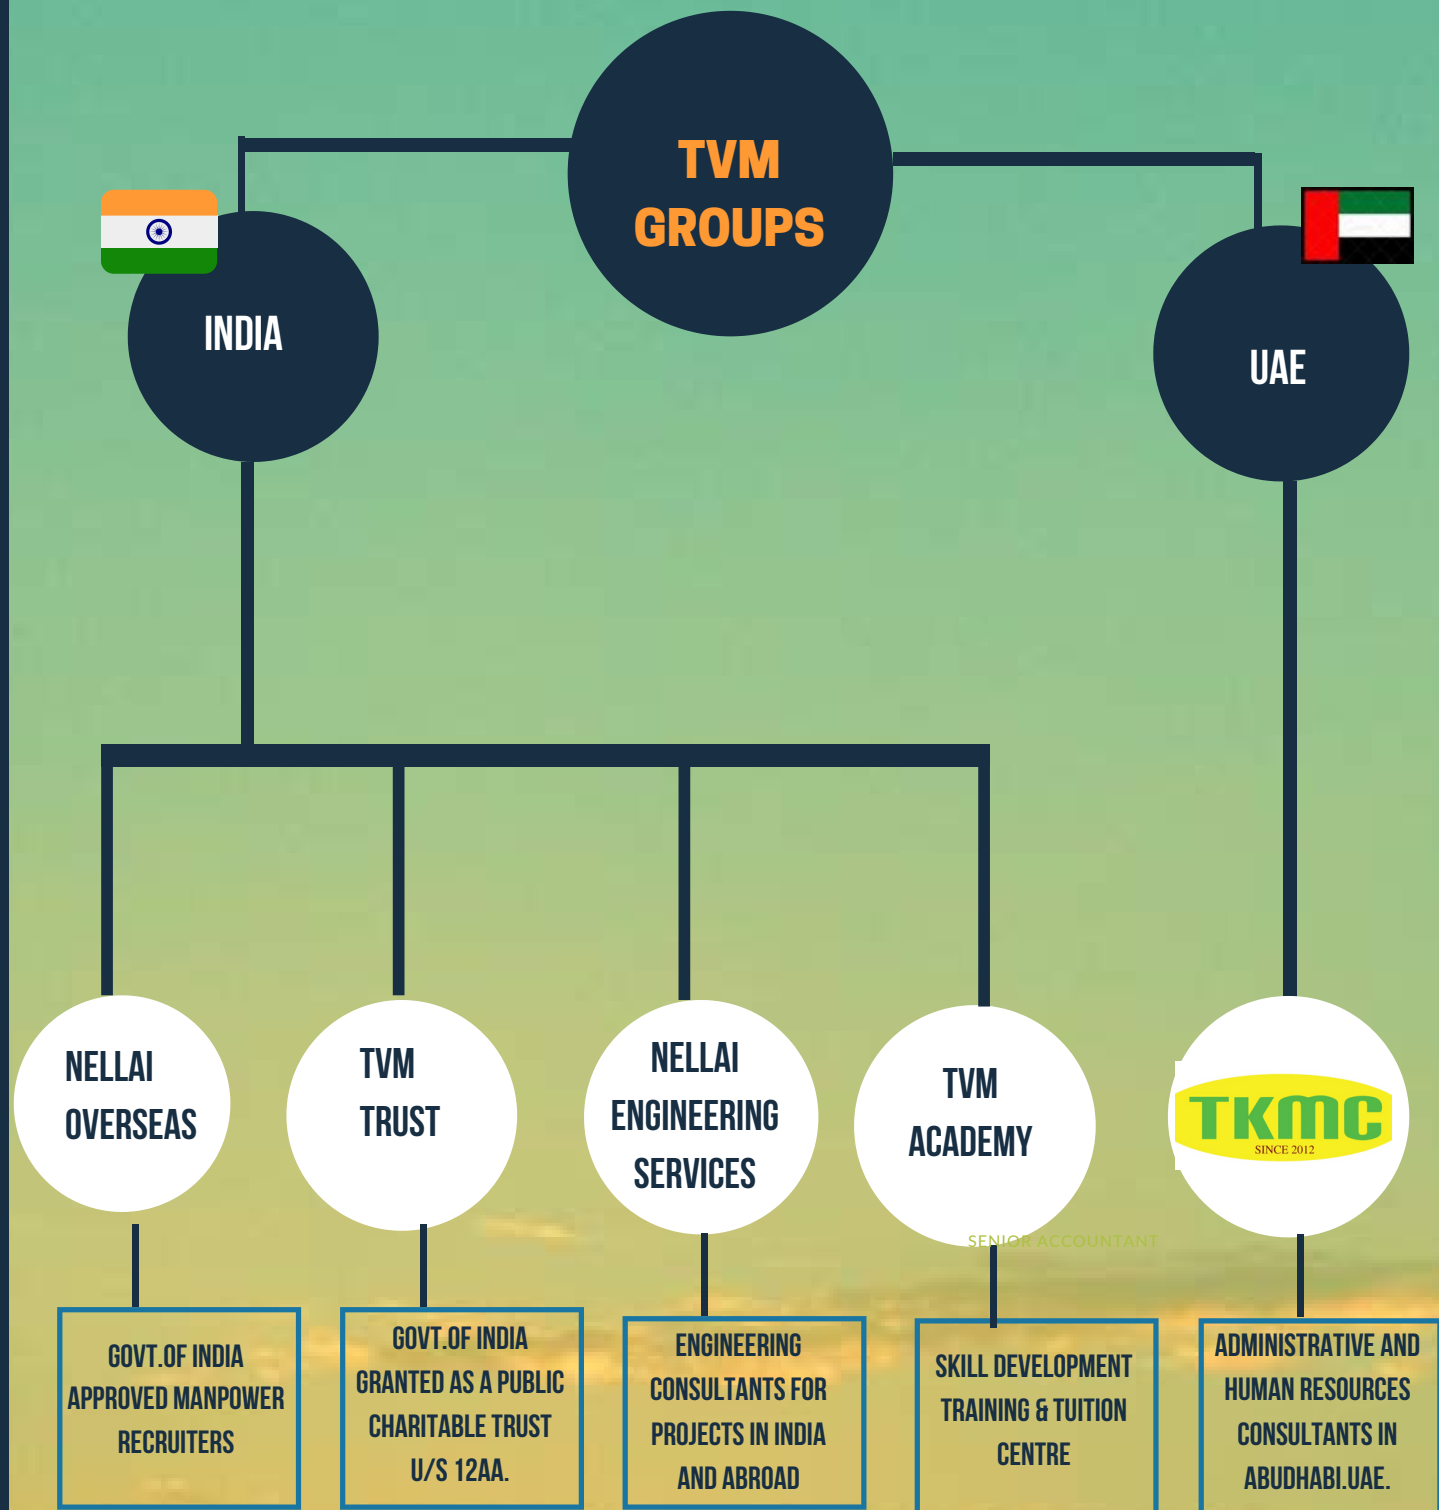 TVM
GROUPS
INDIA
UAE
NELLAI
OVERSEAS
TVM
TRUST
NELLAI
ENGINEERING
SERVICES
TVM
ACADEMY
TKMC
SINCE 2012
SENIOR ACCOUNTANT
GOVT.OF INDIA
APPROVED MANPOWER
RECRUITERS
GOVT.OF INDIA
GRANTED AS A PUBLIC
CHARITABLE TRUST
U/S 12AA.
ENGINEERING
CONSULTANTS FOR
PROJECTS IN INDIA
AND ABROAD
SKILL DEVELOPMENT
TRAINING & TUITION
CENTRE
ADMINISTRATIVE AND
HUMAN RESOURCES
CONSULTANTS IN
ABUDHABI.UAE.